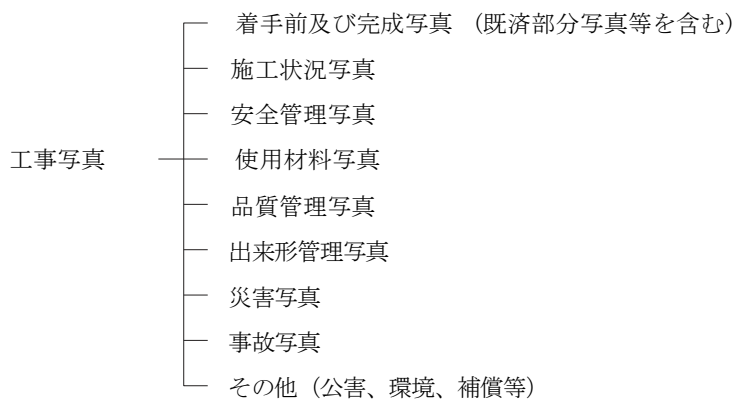 着手前及び完成写真 （既済部分写真等を含む）
施工状況写真
安全管理写真
工事写真 使用材料写真
品質管理写真
出来形管理写真
災害写真
事故写真
その他（公害、環境、補償等）